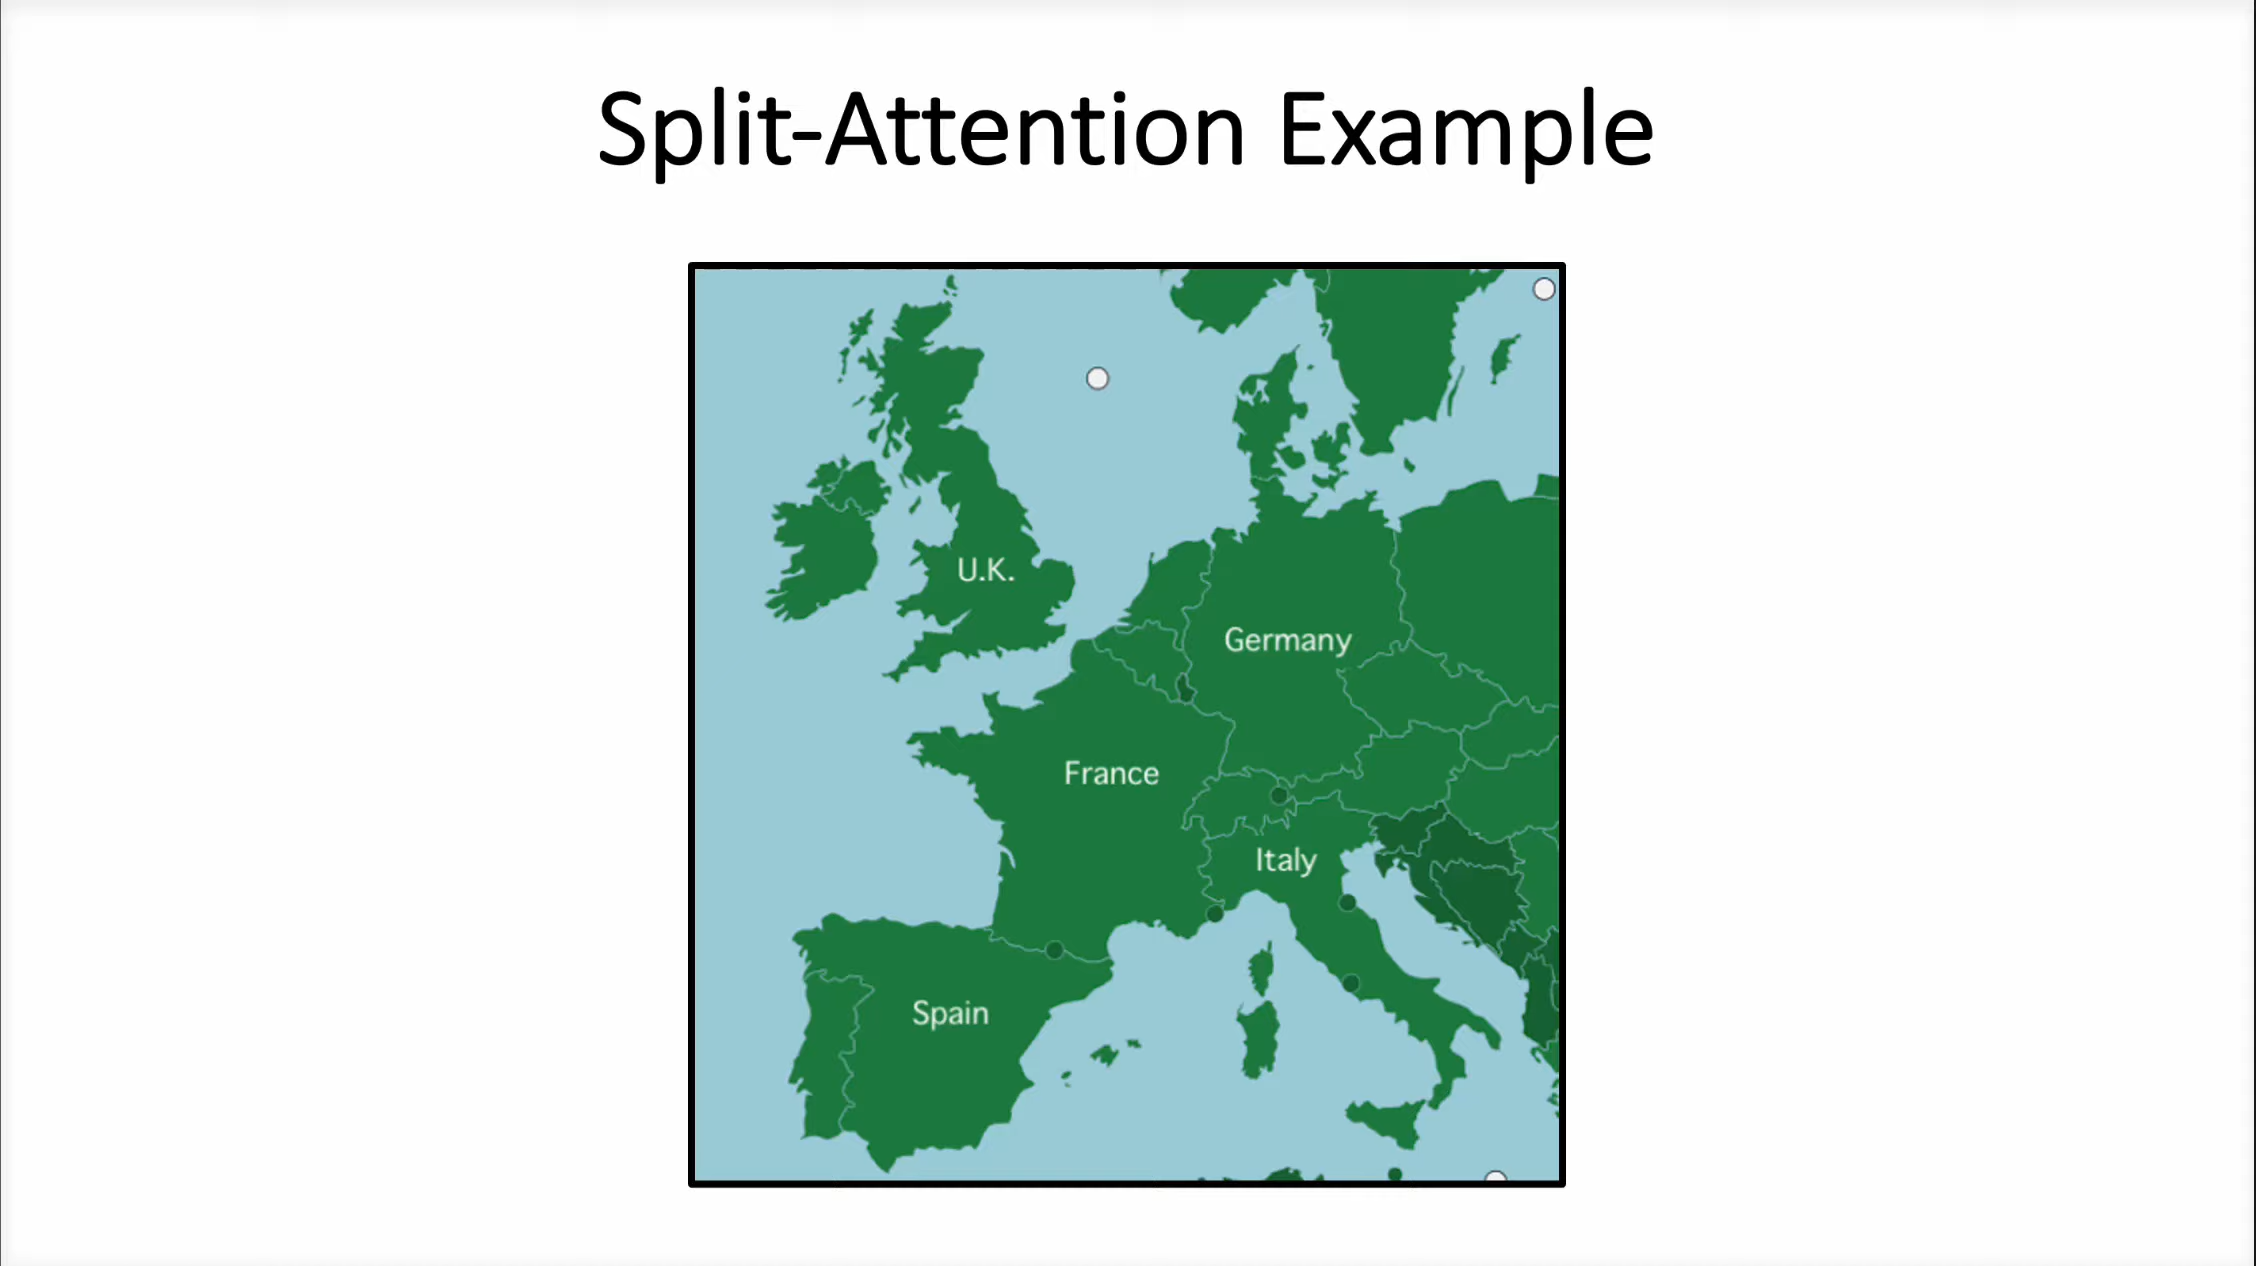 Split-Attention Example
U.K.
Germany
France
Italy
Spain